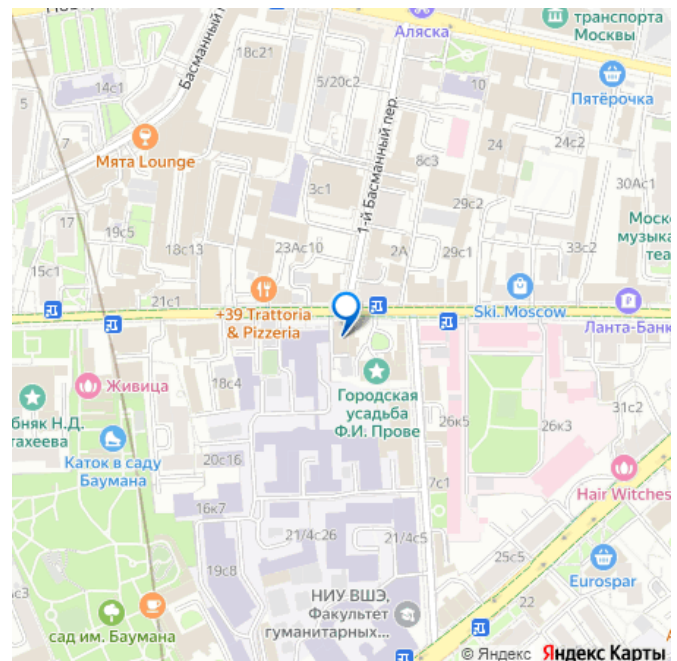 транспорта
Москвы
Аляска
Басманный п
18с21
5/20с2
10
Пятёрочка
14с1
5
7
Мята Lounge
1-й Басманный пер.
8с3
24
24с2
3с1
30Ас1
17
19с5
Моск
музыка
теа
18с13
23Ас10
2А
29с1
33с2
15с1
21с1
+39 Trattoria
& Pizzeria
Ski. Moscow
Ланта-Банк
Живица
18с4
Городская
усадьба
Ф.И. Прове
бняк Н.Д.
тахеева
26к5
26к3
31с2
Каток в саду
Баумана
20с16
7с1
Hair Witches
16к7
21/4с26
21/4с5
19с8
25с5
Eurospar
с3
НИУ ВШЭ,
Факультет
гуманитарных...
22
сад им. Баумана
© Яндекс Яндекс Карты